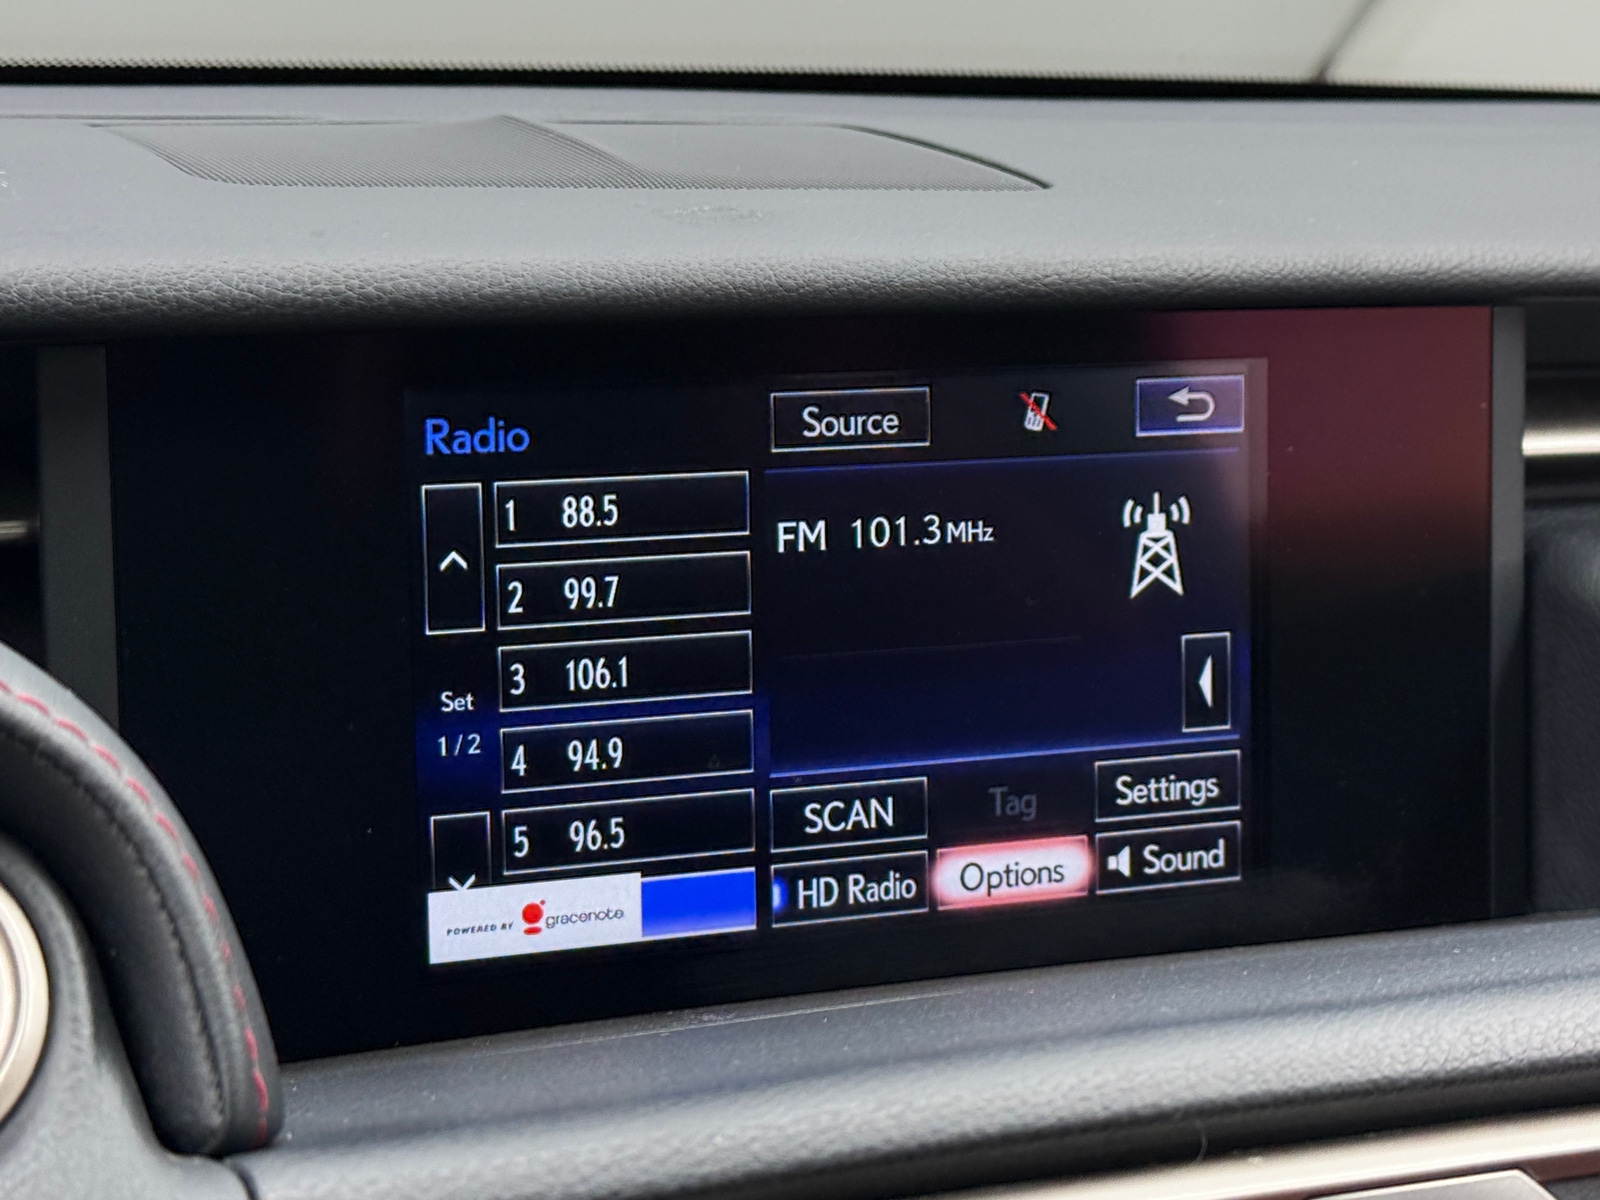 Radio
Source
1 88.5
2 99.7
3 106.1
4 94.9
5 96.5
Set
1/2
FM 101.3 MHz
SCAN
Tag
Settings
HD Radio
Options
Sound
POWERED BY gracenote